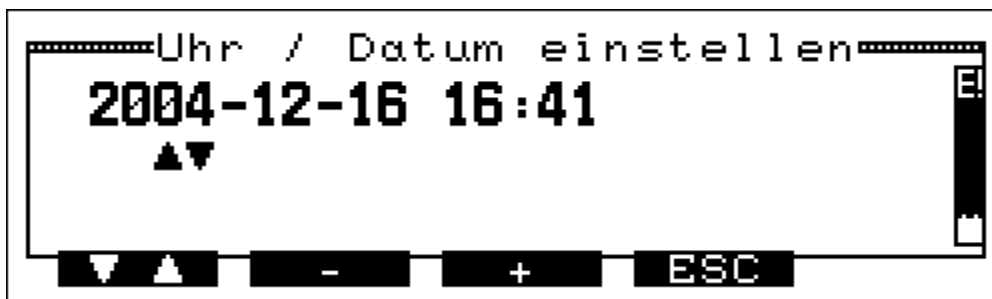 Uhr / Datum einstellen
2004-12-16 16:41
▲▼
▼ ▲ - + ESC